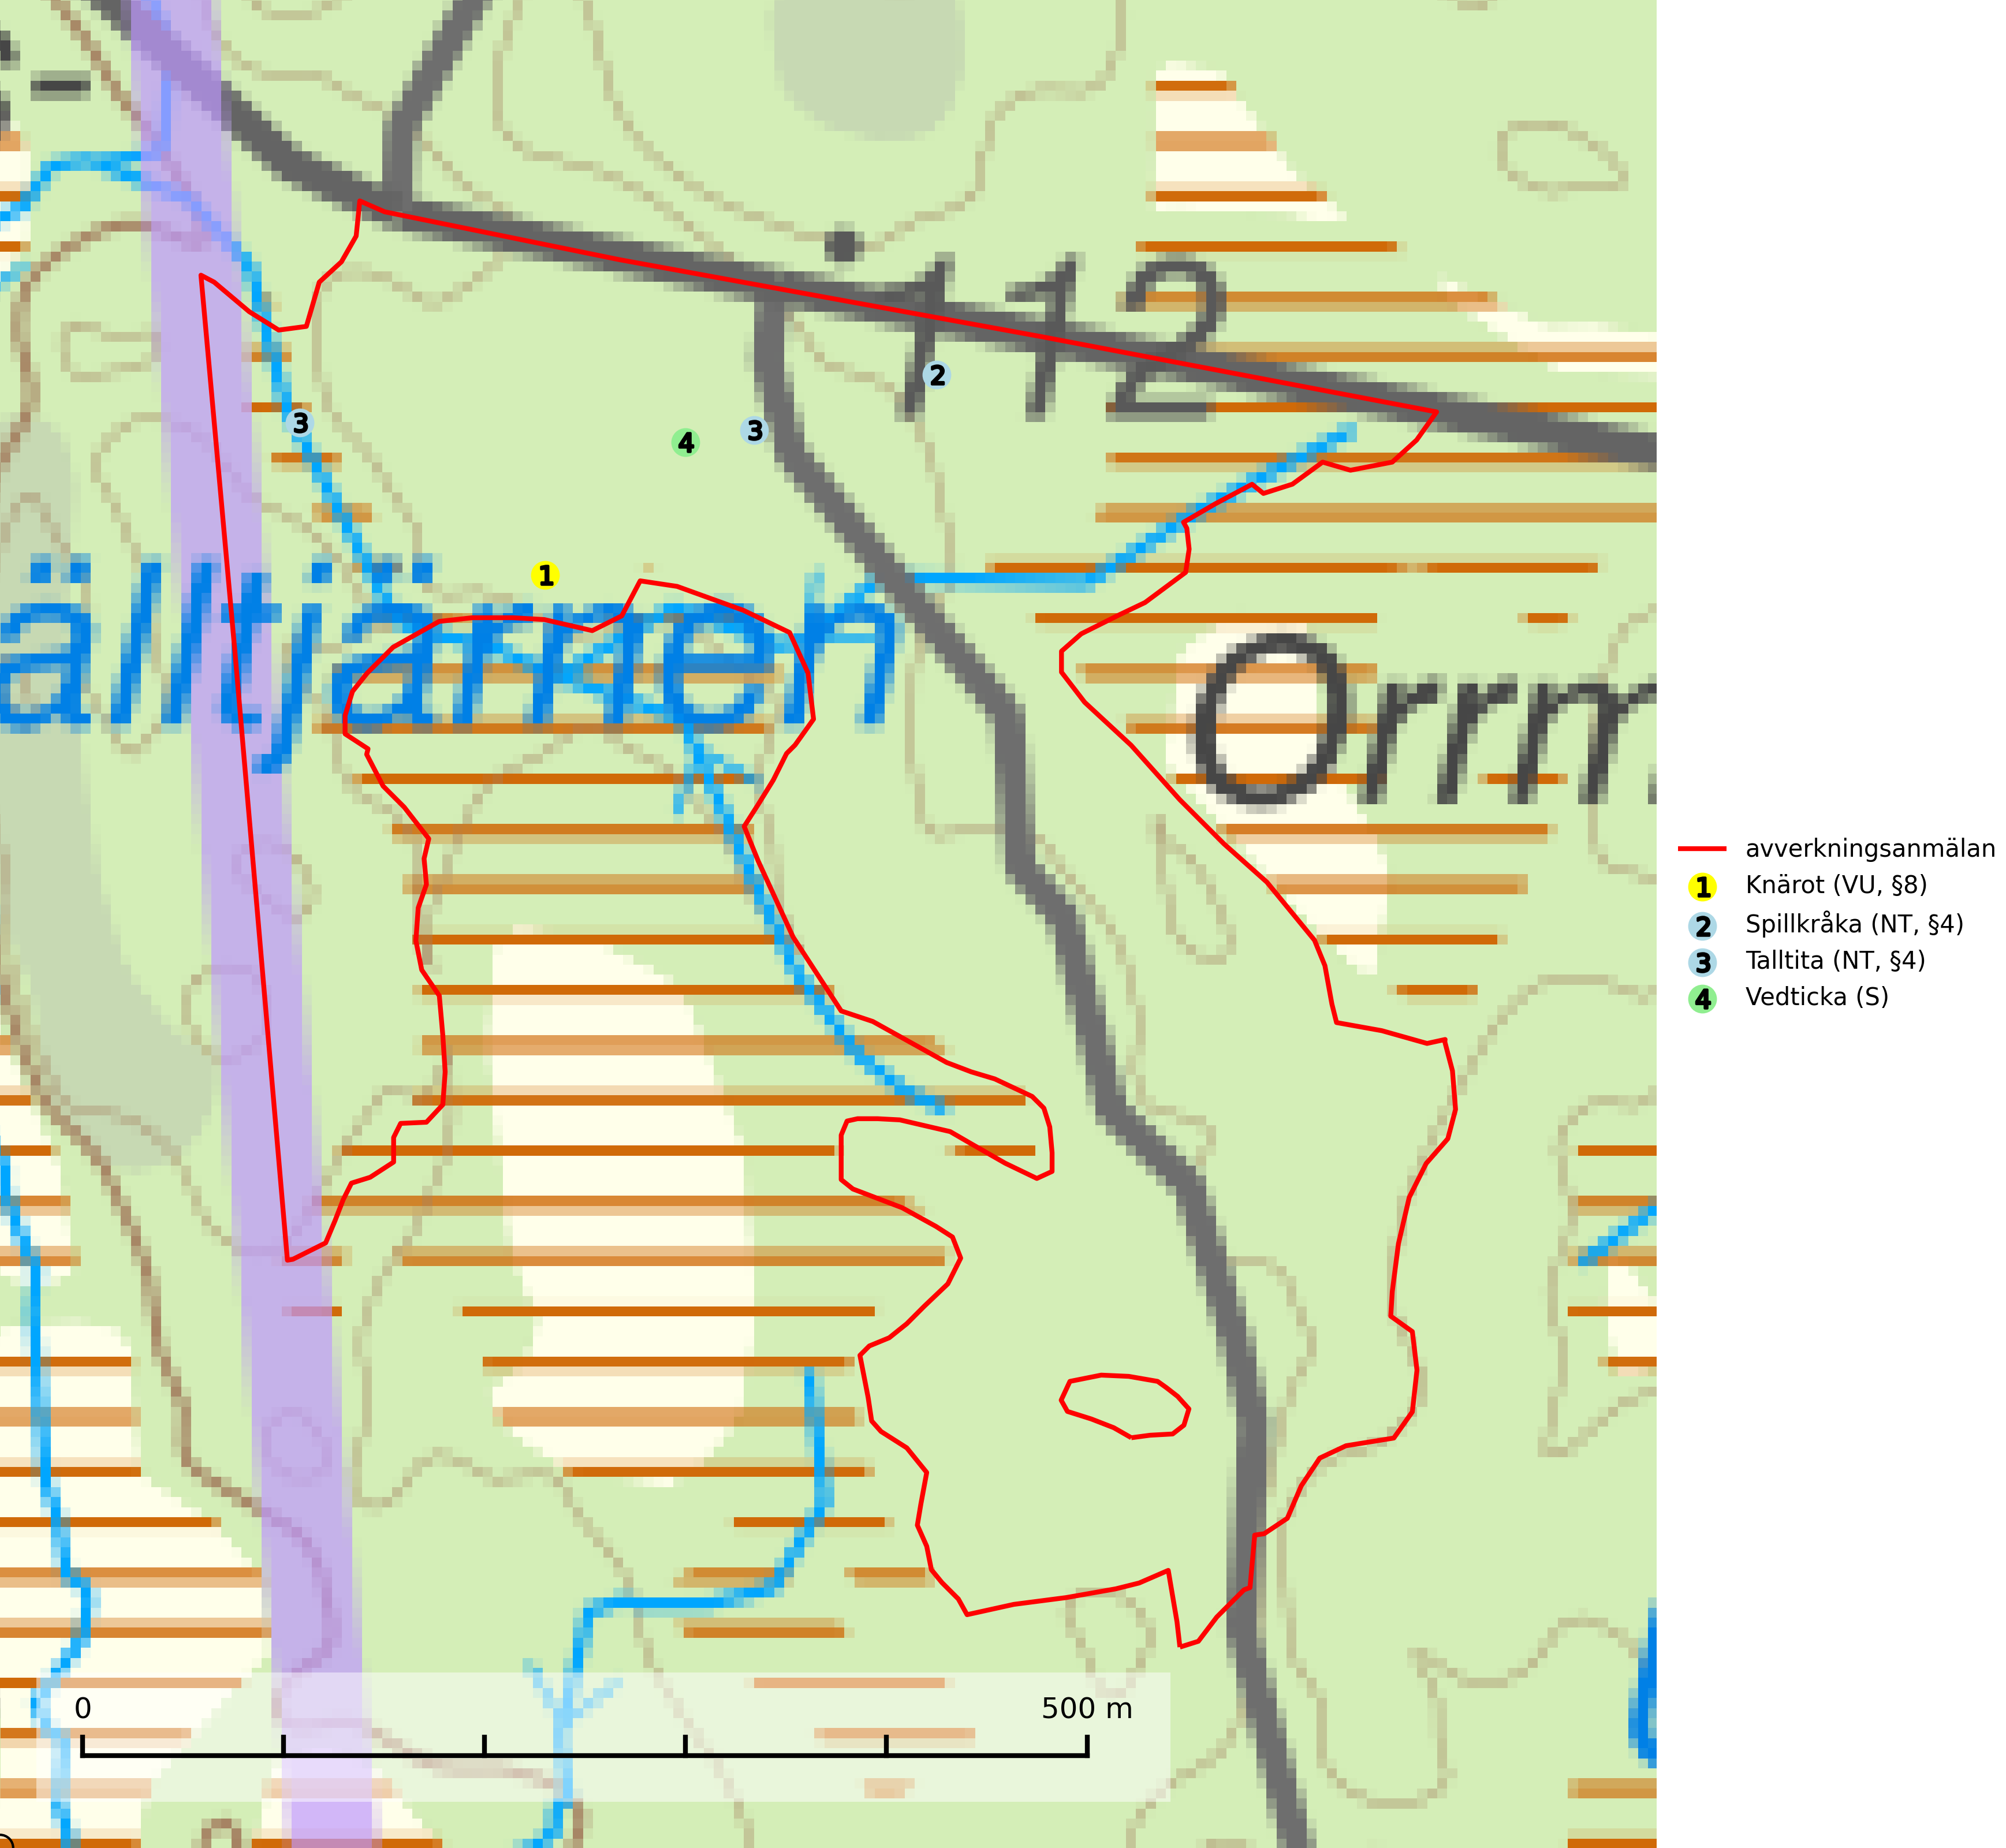 112
2
3
4
3
1
älltjärnen
Orrm
avverkningsanmälan
1 Knärot (VU, §8)
2 Spillkråka (NT, §4)
3 Talltita (NT, §4)
4 Vedticka (S)
0 500 m